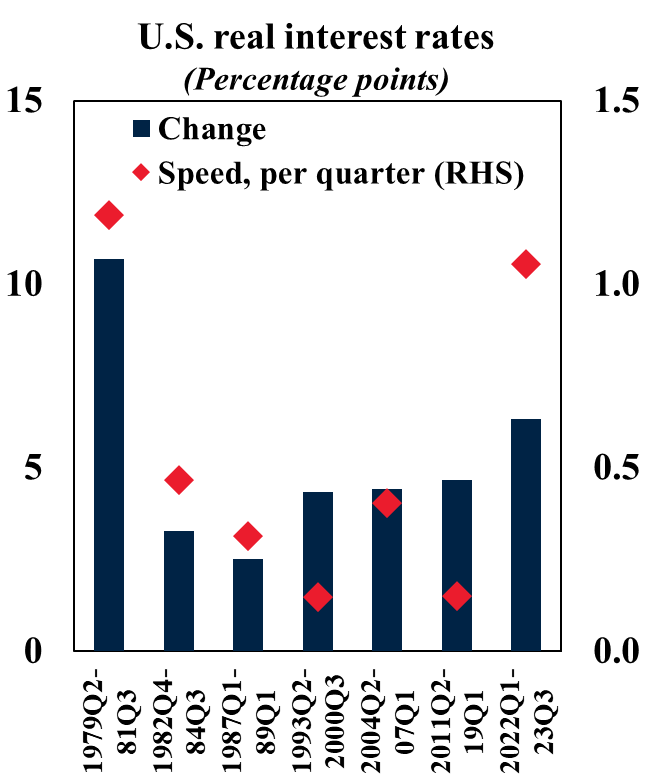 U.S. real interest rates
(Percentage points)
15
10
5
0
1.5
1.0
0.5
0.0
Change
Speed, per quarter (RHS)
1979Q2-
81Q3
1982Q4-
84Q3
1987Q1-
89Q1
1993Q2-
2000Q3
2004Q2-
07Q1
2011Q2-
19Q1
2022Q1-
23Q3